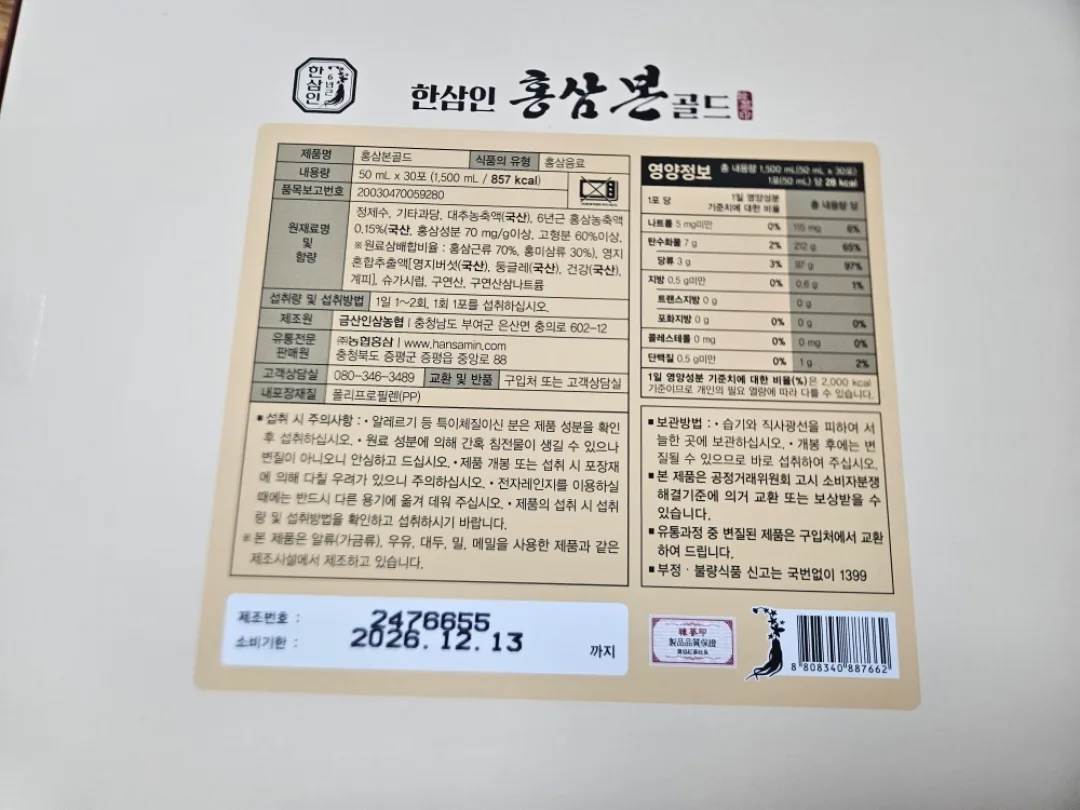 한삼인
6년근
한삼인 홍삼본골드
제품명 홍삼본골드 식품의 유형 홍삼음료
내용량 50 mL x 30포(1,500 mL / 857 kcal)
품목보고번호 20030470059280
원재료명 및 함량
정제수, 기타과당, 대추농축액(국산), 6년근 홍삼농축액
0.15%(국산, 홍삼성분 70 mg/g이상, 고형분 60%이상,
※원료삼배합비율 : 홍삼근류 70%, 홍미삼류 30%), 영지
혼합추출액[영지버섯(국산), 둥글레(국산), 건강(국산),
계피], 슈가시럽, 구연산, 구연산삼나트륨
섭취량 및 섭취방법 1일 1~2회, 1회 1포를 섭취하십시오.
제조원 금산인삼농협 | 충청남도 부여군 은산면 충의로 602-12
유통전문판매원 ㈜농협홍삼 | www.hansamin.com
충청북도 증평군 증평읍 중앙로 88
고객상담실 080-346-3489 교환 및 반품 구입처 또는 고객상담실
내포장재질 폴리프로필렌(PP)
■ 섭취 시 주의사항 : • 알레르기 등 특이체질이신 분은 제품 성분을 확인
후 섭취하십시오. • 원료 성분에 의해 간혹 침전물이 생길 수 있으나
변질이 아니오니 안심하고 드십시오. • 제품 개봉 또는 섭취 시 포장재
에 의해 다칠 우려가 있으니 주의하십시오. • 전자레인지를 이용하실
때에는 반드시 다른 용기에 옮겨 데워 주십시오. • 제품의 섭취 시 섭취
량 및 섭취방법을 확인하고 섭취하시기 바랍니다.
※ 본 제품은 알류(가금류), 우유, 대두, 밀, 메밀을 사용한 제품과 같은
제조시설에서 제조하고 있습니다.
영양정보 총 내용량 1,500 mL(50 mL x 30포)
1포(50 mL) 당 28 kcal
1포 당 1일 영양성분 기준치에 대한 비율 총 내용량 당
나트륨 5 mg미만 0% 115 mg 6%
탄수화물 7 g 2% 212 g 65%
당류 3 g 3% 97 g 97%
지방 0.5 g미만 0% 0.6 g 1%
트랜스지방 0 g 0 g
포화지방 0 g 0% 0 g 0%
콜레스테롤 0 mg 0% 0 mg 0%
단백질 0.5 g미만 0% 1 g 2%
1일 영양성분 기준치에 대한 비율(%)은 2,000 kcal
기준이므로 개인의 필요 열량에 따라 다를 수 있습니다.
■ 보관방법 : • 습기와 직사광선을 피하여 서
늘한 곳에 보관하십시오. • 개봉 후에는 변
질될 수 있으므로 바로 섭취하여 주십시오.
■ 본 제품은 공정거래위원회 고시 소비자분쟁
해결기준에 의거 교환 또는 보상받을 수
있습니다.
■ 유통과정 중 변질된 제품은 구입처에서 교환
하여 드립니다.
■ 부정 · 불량식품 신고는 국번없이 1399
제조번호 : 2476655
소비기한 : 2026. 12. 13 까지
製品品質保證
8 808340 887662